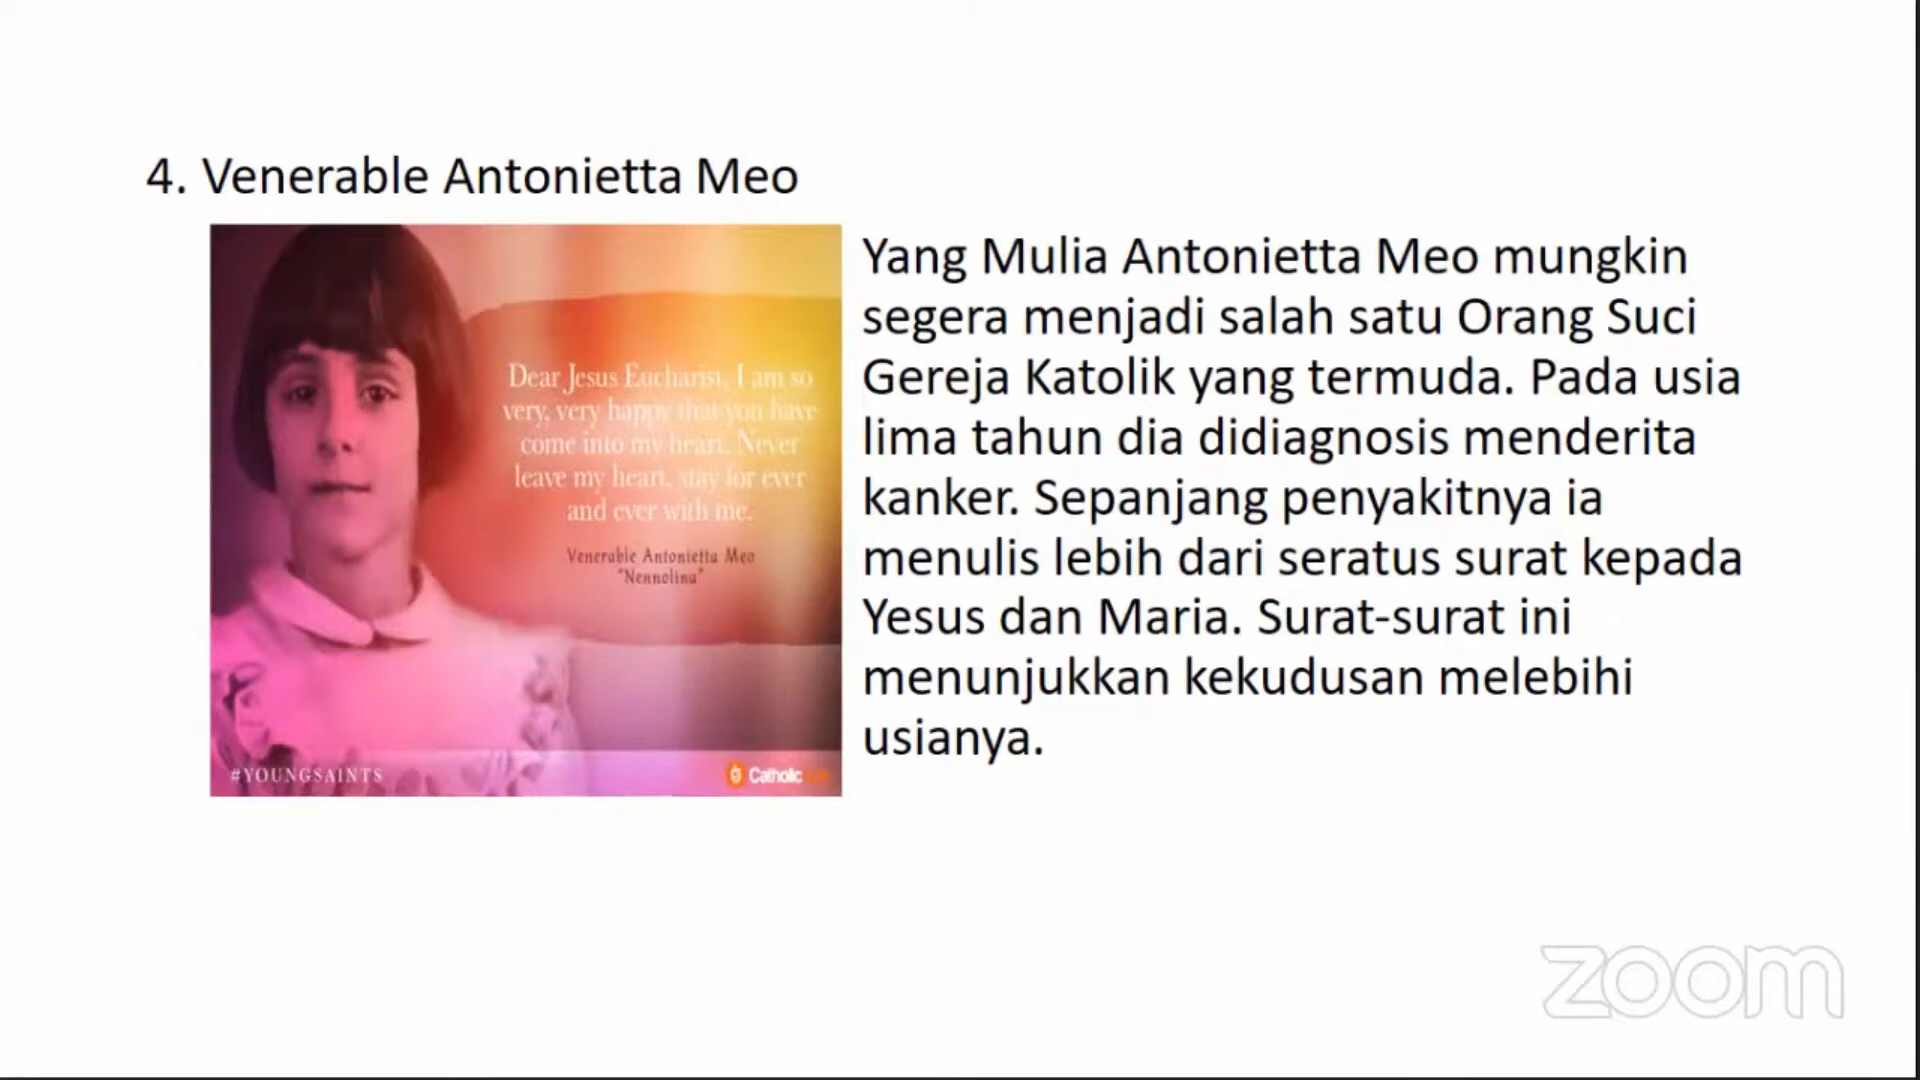 4. Venerable Antonietta Meo
Dear Jesus Eucharist, I am so
very, very happy that you have
come into my heart. Never
leave my heart, stay for ever
and ever with me.
Venerable Antonietta Meo
"Nennolina"
#YOUNGSAINTS
Catholic
Yang Mulia Antonietta Meo mungkin
segera menjadi salah satu Orang Suci
Gereja Katolik yang termuda. Pada usia
lima tahun dia didiagnosis menderita
kanker. Sepanjang penyakitnya ia
menulis lebih dari seratus surat kepada
Yesus dan Maria. Surat-surat ini
menunjukkan kekudusan melebihi
usianya.
zoom